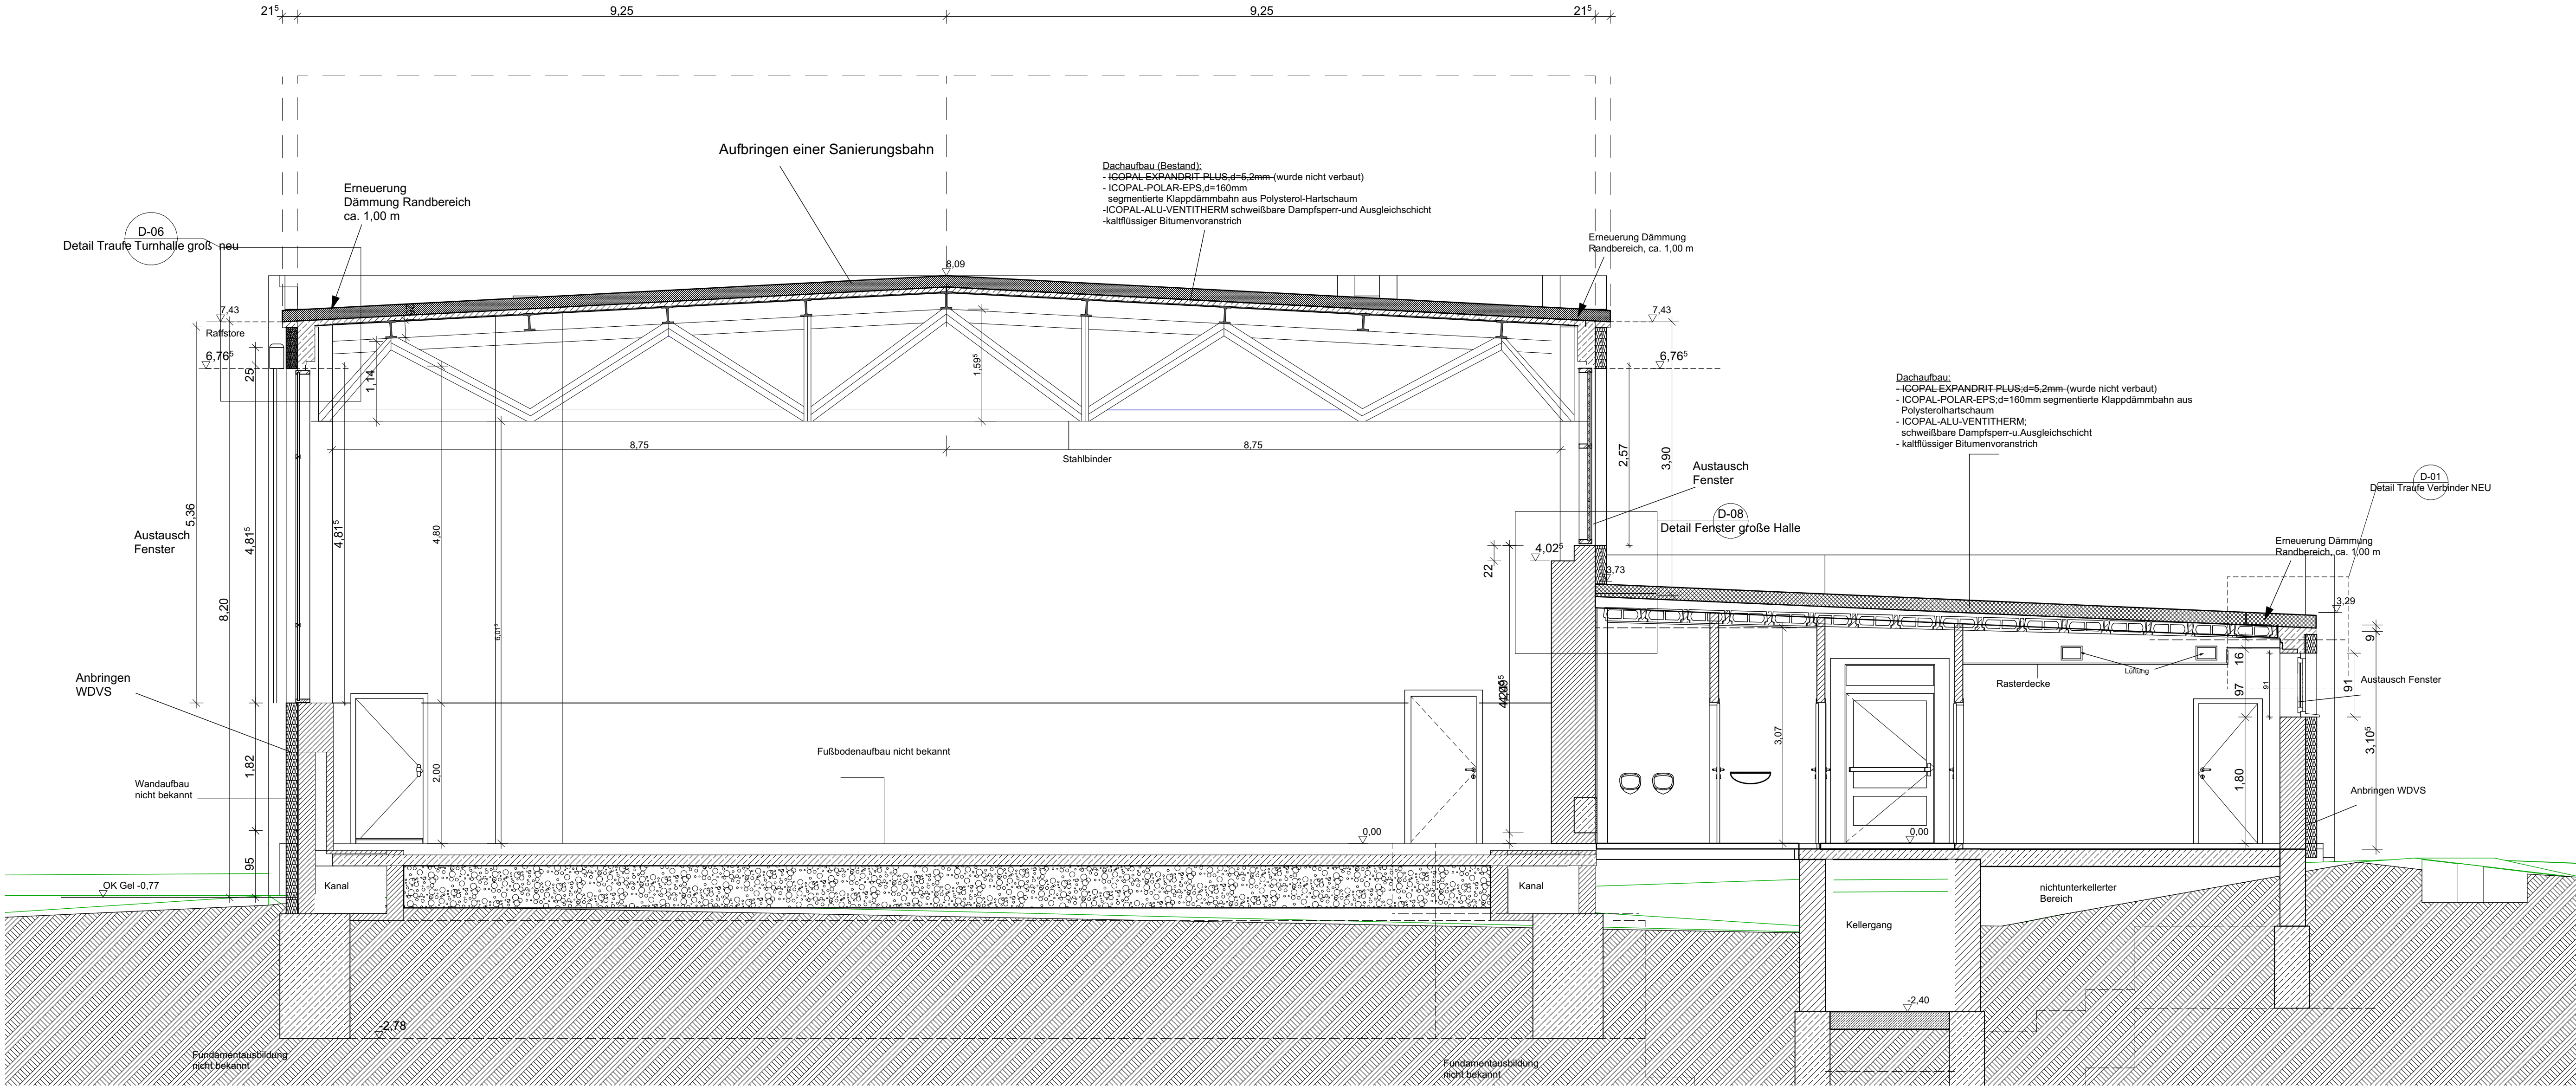 21⁵
9,25
9,25
21⁵
Aufbringen einer Sanierungsbahn
Dachaufbau (Bestand):
- ICOPAL EXPANDRIT-PLUS,d=5,2mm (wurde nicht verbaut)
- ICOPAL-POLAR-EPS,d=160mm
segmentierte Klappdämmbahn aus Polysterol-Hartschaum
-ICOPAL-ALU-VENTITHERM schweißbare Dampfsperr-und Ausgleichschicht
-kaltflüssiger Bitumenvoranstrich
Erneuerung
Dämmung Randbereich
ca. 1,00 m
D-06
Detail Traufe Turnhalle groß neu
Erneuerung Dämmung
Randbereich, ca. 1,00 m
8,09
7,43
Raffstore
6,76⁵
25
26
1,14
1,59⁵
7,43
6,76⁵
8,75
8,75
Stahlbinder
2,57
3,90
Dachaufbau:
- ICOPAL EXPANDRIT PLUS;d=5,2mm (wurde nicht verbaut)
- ICOPAL-POLAR-EPS;d=160mm segmentierte Klappdämmbahn aus
Polysterolhartschaum
- ICOPAL-ALU-VENTITHERM;
schweißbare Dampfsperr-u.Ausgleichschicht
- kaltflüssiger Bitumenvoranstrich
Austausch
Fenster
D-08
Detail Fenster große Halle
D-01
Detail Traufe Verbinder NEU
Erneuerung Dämmung
Randbereich, ca. 1,00 m
5,36
4,81⁵
4,81⁵
4,80
Austausch
Fenster
8,20
6,01⁵
22
4,02⁵
3,73
3,29
9
16
97
91
91
Lüftung
Rasterdecke
Austausch Fenster
Anbringen
WDVS
3,07
3,10⁵
1,80
Fußbodenaufbau nicht bekannt
1,82
2,00
Wandaufbau
nicht bekannt
Anbringen WDVS
0,00
0,00
95
OK Gel -0,77
Kanal
Kanal
nichtunterkellerter
Bereich
Kellergang
-2,40
-2,78
Fundamentausbildung
nicht bekannt
Fundamentausbildung
nicht bekannt